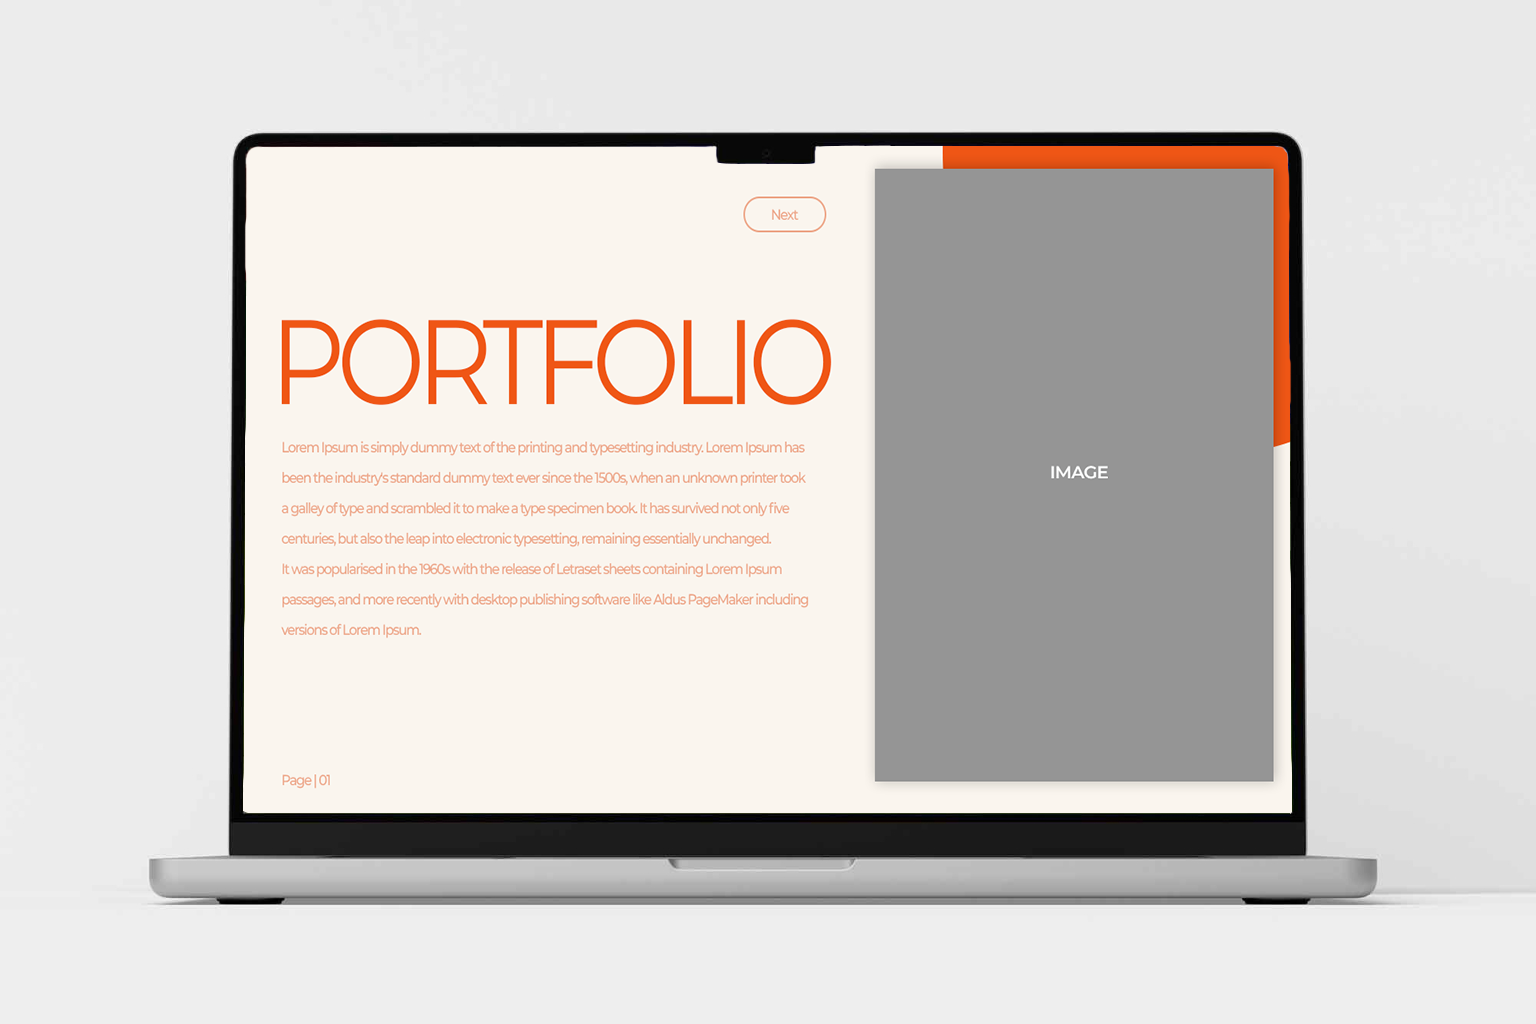 Next
PORTFOLIO
Lorem Ipsum is simply dummy text of the printing and typesetting industry. Lorem Ipsum has
been the industry's standard dummy text ever since the 1500s, when an unknown printer took
a galley of type and scrambled it to make a type specimen book. It has survived not only five
centuries, but also the leap into electronic typesetting, remaining essentially unchanged.
It was popularised in the 1960s with the release of Letraset sheets containing Lorem Ipsum
passages, and more recently with desktop publishing software like Aldus PageMaker including
versions of Lorem Ipsum.
Page | 01
IMAGE